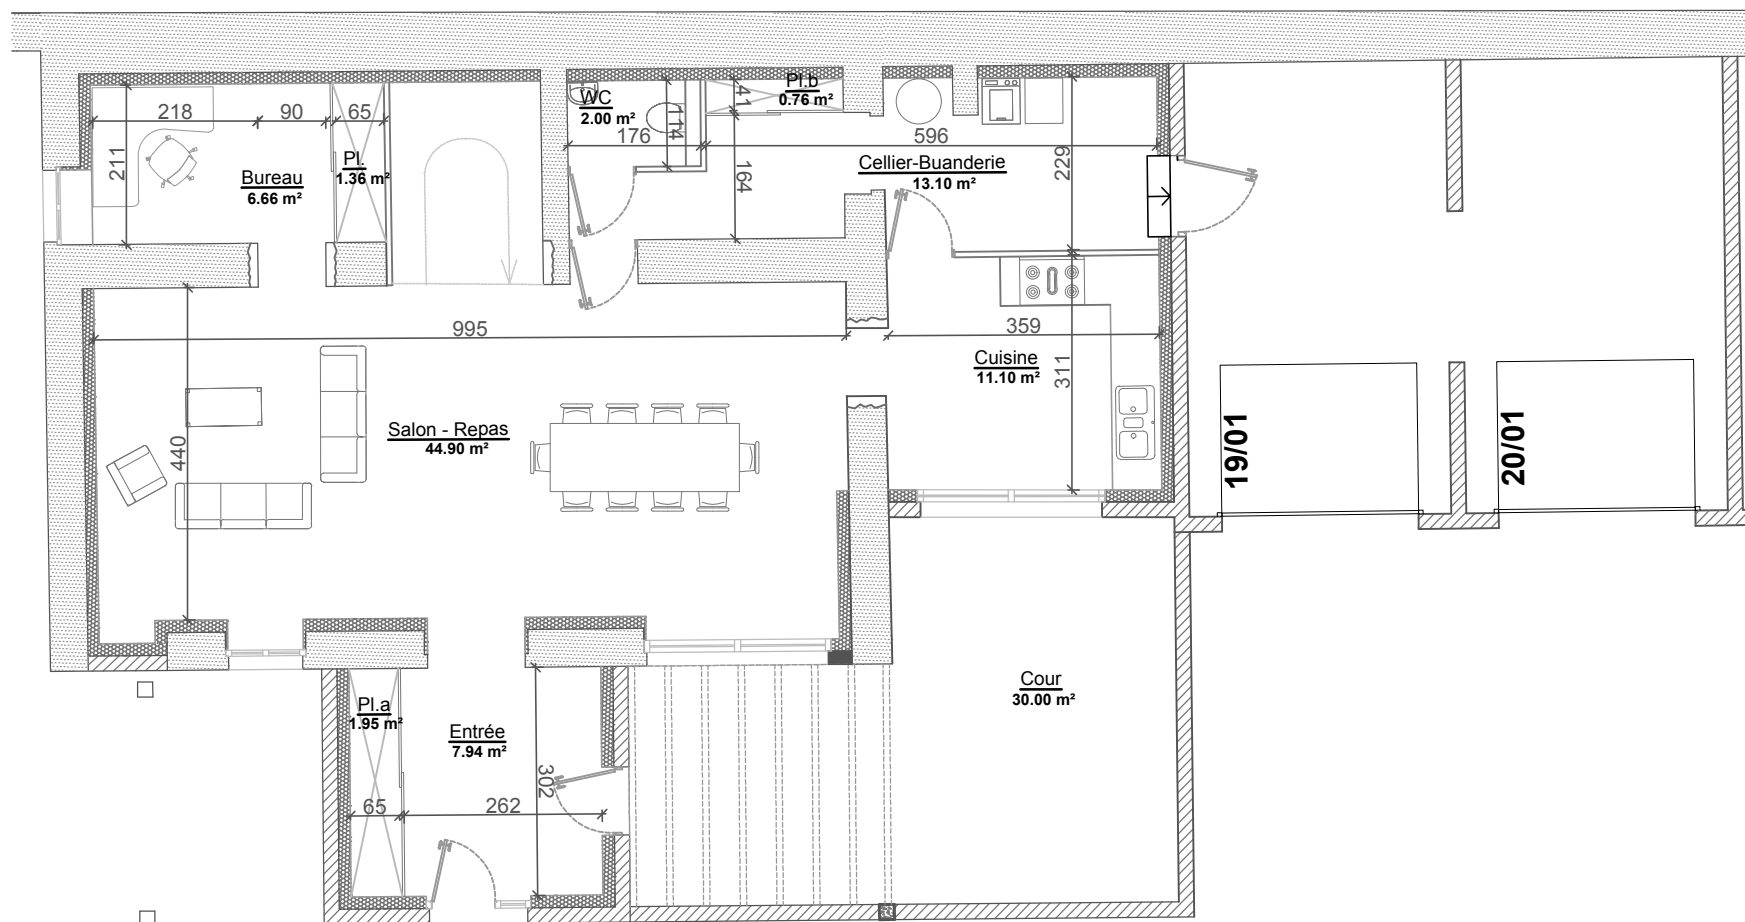 Pl.b
0.76 m²
WC
2.00 m²
41
114
218
90
65
176
596
211
Pl.
1.36 m²
Bureau
6.66 m²
164
Cellier-Buanderie
13.10 m²
229
995
359
Cuisine
11.10 m²
311
Salon - Repas
44.90 m²
440
19/01
20/01
Cour
30.00 m²
Pl.a
1.95 m²
Entrée
7.94 m²
302
65
262